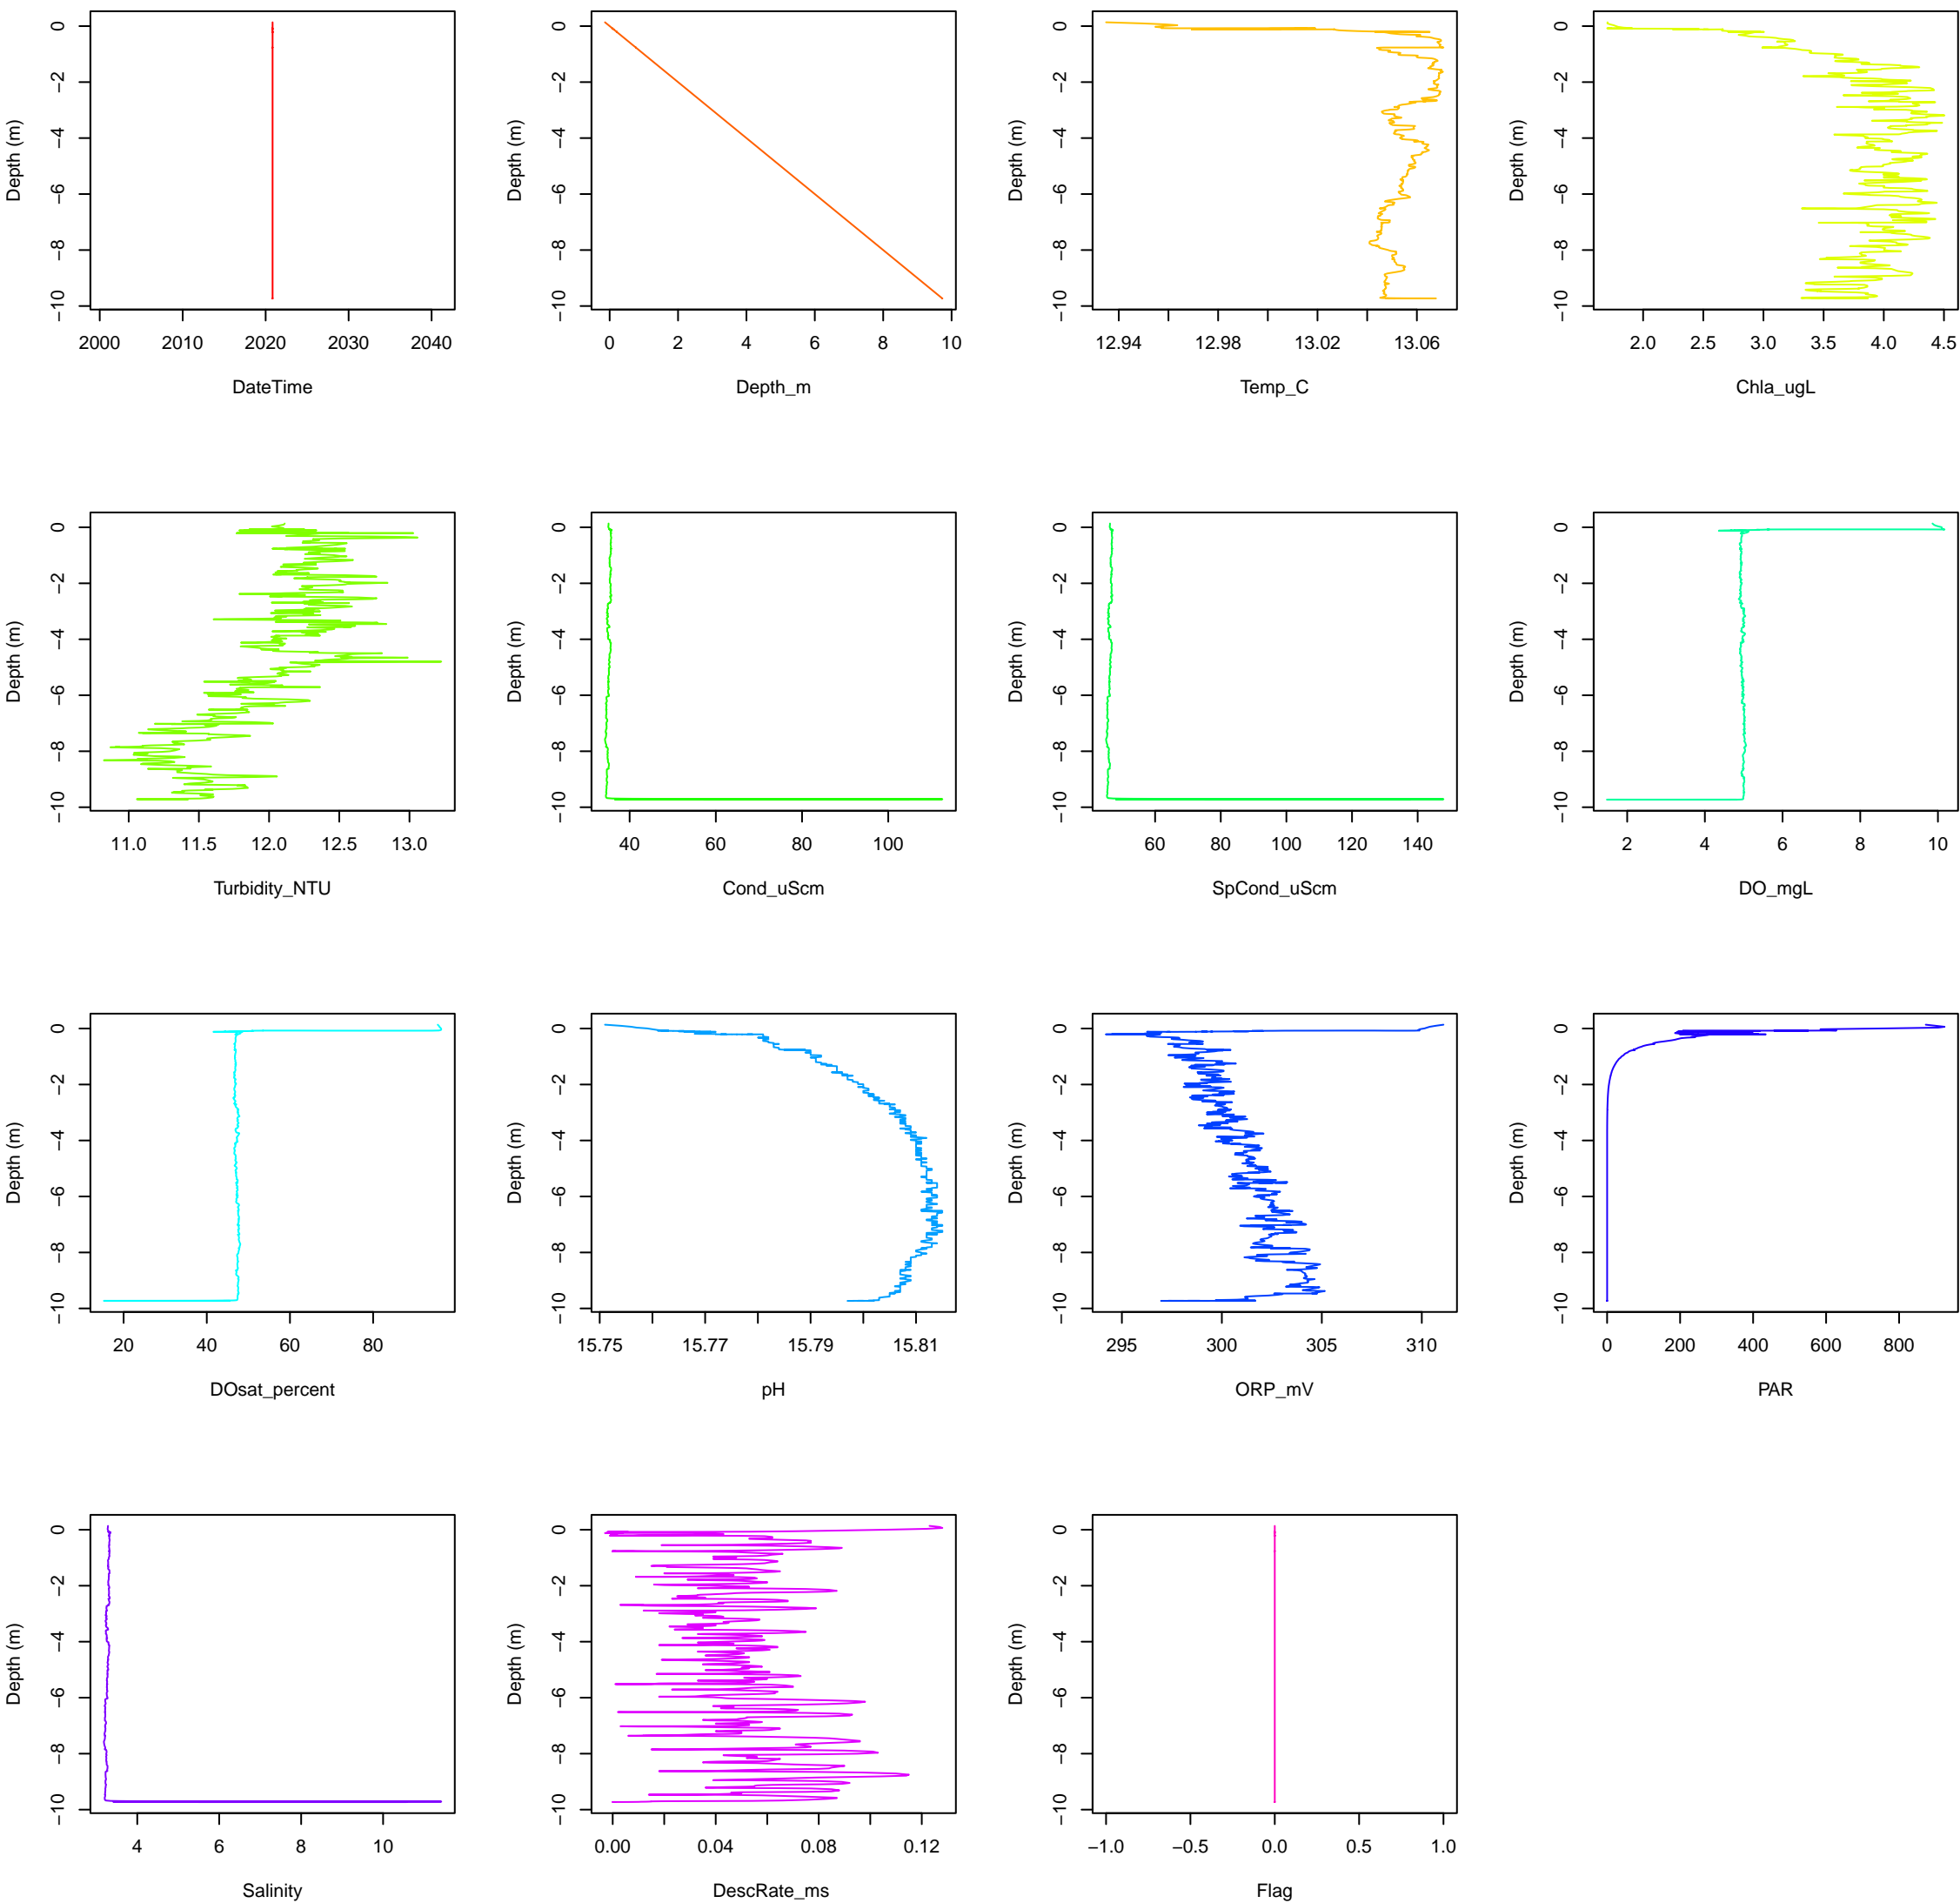 Depth (m)
0
−2
−4
−6
−8
−10
2000 2010 2020 2030 2040
DateTime
Depth (m)
0
−2
−4
−6
−8
−10
0 2 4 6 8 10
Depth_m
Depth (m)
0
−2
−4
−6
−8
−10
12.94 12.98 13.02 13.06
Temp_C
Depth (m)
0
−2
−4
−6
−8
−10
2.0 2.5 3.0 3.5 4.0 4.5
Chla_ugL
Depth (m)
0
−2
−4
−6
−8
−10
11.0 11.5 12.0 12.5 13.0
Turbidity_NTU
Depth (m)
0
−2
−4
−6
−8
−10
40 60 80 100
Cond_uScm
Depth (m)
0
−2
−4
−6
−8
−10
60 80 100 120 140
SpCond_uScm
Depth (m)
0
−2
−4
−6
−8
−10
2 4 6 8 10
DO_mgL
Depth (m)
0
−2
−4
−6
−8
−10
20 40 60 80
DOsat_percent
Depth (m)
0
−2
−4
−6
−8
−10
15.75 15.77 15.79 15.81
pH
Depth (m)
0
−2
−4
−6
−8
−10
295 300 305 310
ORP_mV
Depth (m)
0
−2
−4
−6
−8
−10
0 200 400 600 800
PAR
Depth (m)
0
−2
−4
−6
−8
−10
4 6 8 10
Salinity
Depth (m)
0
−2
−4
−6
−8
−10
0.00 0.04 0.08 0.12
DescRate_ms
Depth (m)
0
−2
−4
−6
−8
−10
−1.0 −0.5 0.0 0.5 1.0
Flag